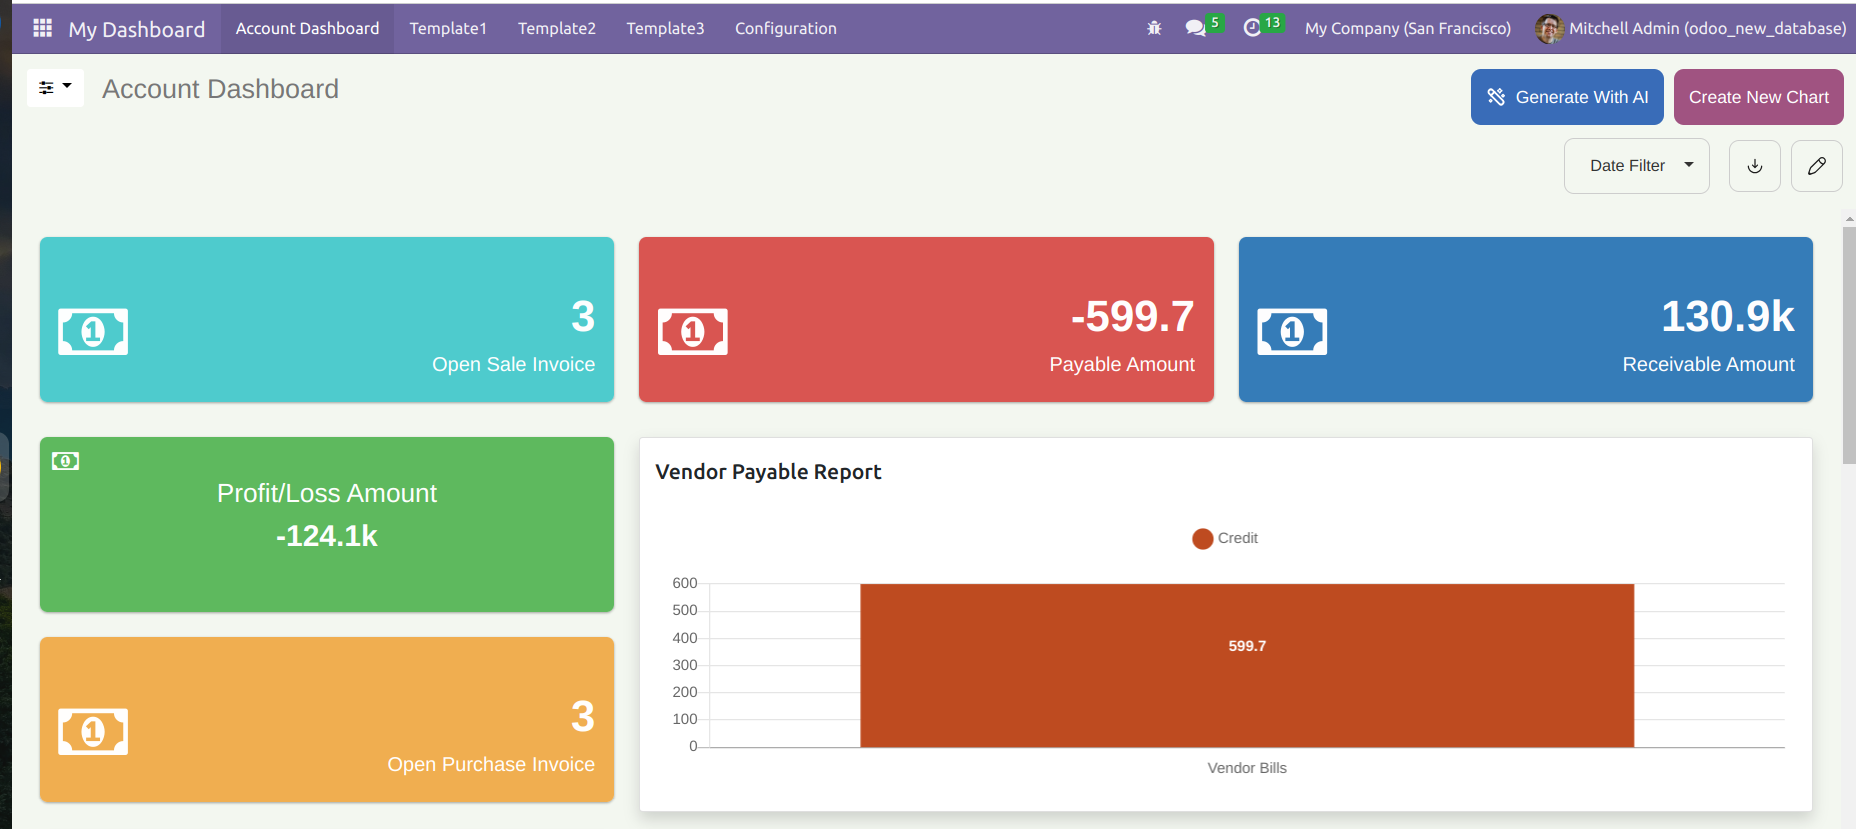 My Dashboard Account Dashboard Template1 Template2 Template3 Configuration 5 13 My Company (San Francisco) Mitchell Admin (odoo_new_database)
Account Dashboard
Generate With AI Create New Chart
Date Filter
3
Open Sale Invoice
-599.7
Payable Amount
130.9k
Receivable Amount
Profit/Loss Amount
-124.1k
3
Open Purchase Invoice
Vendor Payable Report
Credit
600
500
400
300
200
100
0
599.7
Vendor Bills